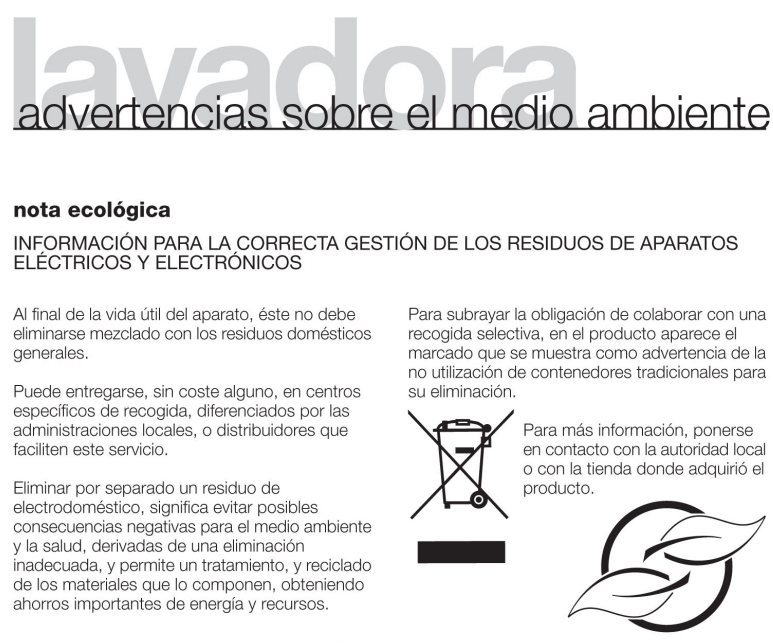 lavadora
advertencias sobre el medio ambiente
nota ecológica
INFORMACIÓN PARA LA CORRECTA GESTIÓN DE LOS RESIDUOS DE APARATOS
ELÉCTRICOS Y ELECTRÓNICOS
Al final de la vida útil del aparato, éste no debe
eliminarse mezclado con los residuos domésticos
generales.
Puede entregarse, sin coste alguno, en centros
específicos de recogida, diferenciados por las
administraciones locales, o distribuidores que
faciliten este servicio.
Eliminar por separado un residuo de
electrodoméstico, significa evitar posibles
consecuencias negativas para el medio ambiente
y la salud, derivadas de una eliminación
inadecuada, y permite un tratamiento, y reciclado
de los materiales que lo componen, obteniendo
ahorros importantes de energía y recursos.
Para subrayar la obligación de colaborar con una
recogida selectiva, en el producto aparece el
marcado que se muestra como advertencia de la
no utilización de contenedores tradicionales para
su eliminación.
Para más información, ponerse
en contacto con la autoridad local
o con la tienda donde adquirió el
producto.